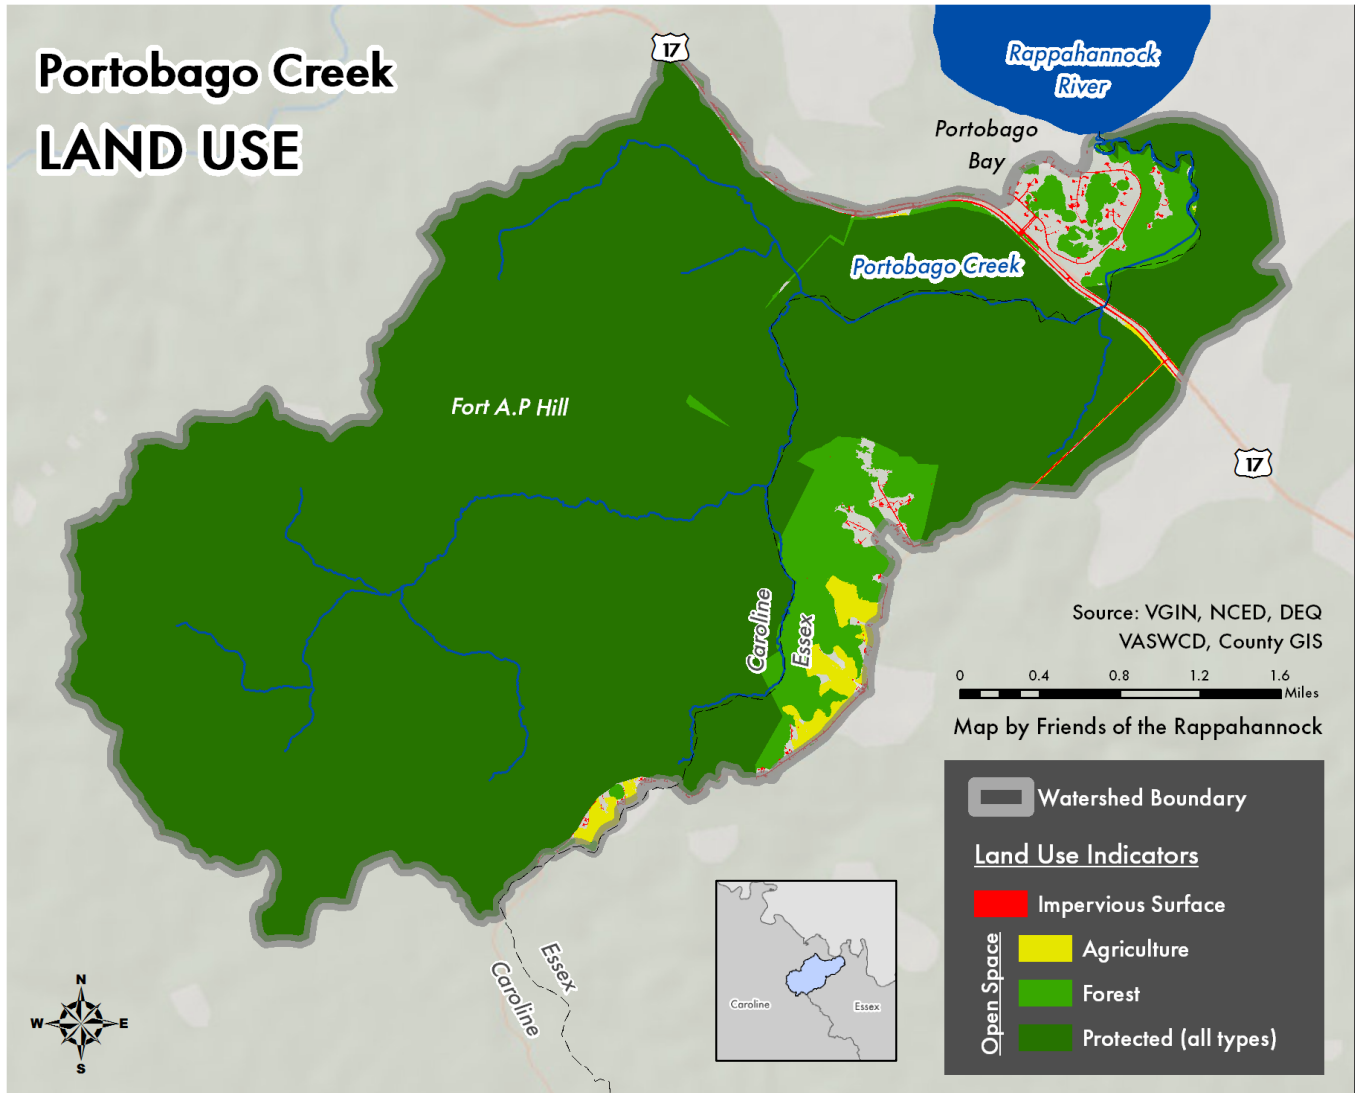 Portobago Creek
LAND USE
17
Rappahannock
River
Portobago
Bay
Portobago Creek
Fort A.P Hill
17
Caroline
Essex
Source: VGIN, NCED, DEQ
VASWCD, County GIS
0 0.4 0.8 1.2 1.6
Miles
Map by Friends of the Rappahannock
Watershed Boundary
Land Use Indicators
Impervious Surface
Open Space
Agriculture
Forest
Protected (all types)
Essex
Caroline
Caroline
Essex
N
W
E
S